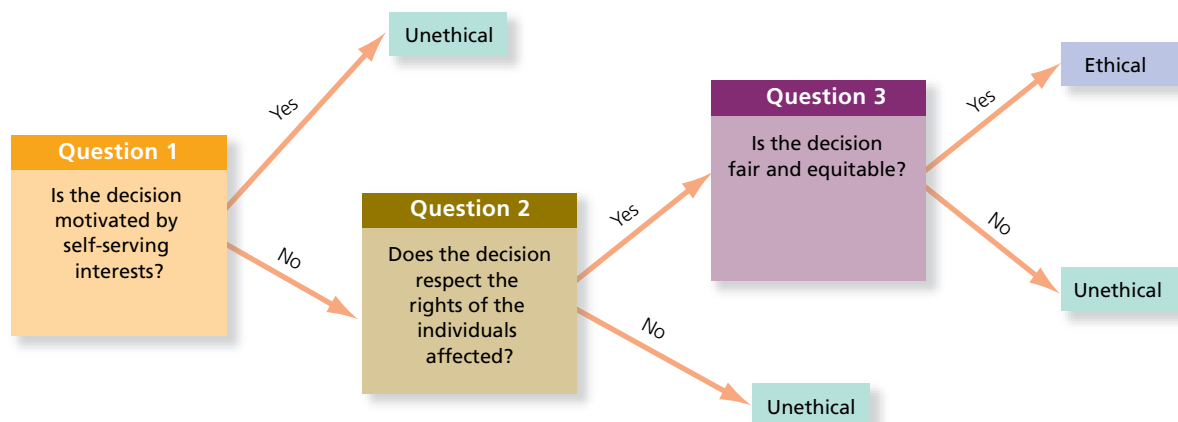 Question 1
Is the decision
motivated by
self-serving
interests?
Yes
Unethical
No
Question 2
Does the decision
respect the
rights of the
individuals
affected?
Yes
No
Unethical
Question 3
Is the decision
fair and equitable?
Yes
Ethical
No
Unethical